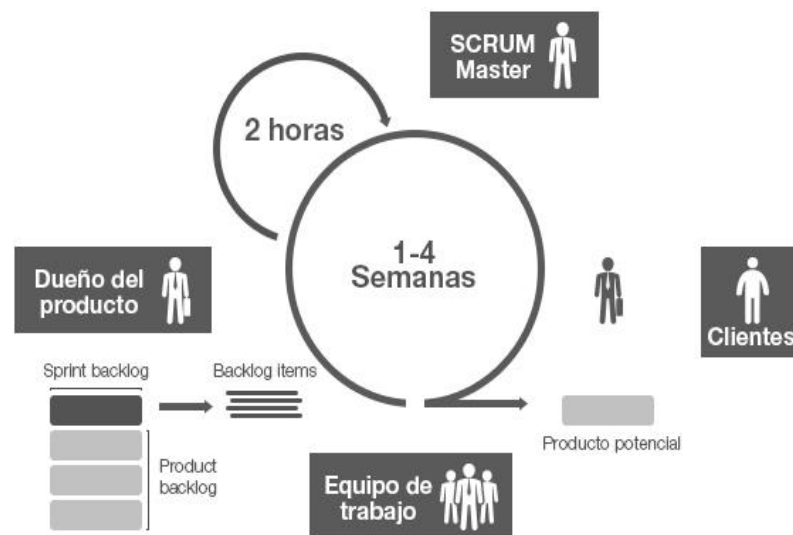 SCRUM
Master
2 horas
1-4
Semanas
Dueño del
producto
Clientes
Sprint backlog
Backlog items
Product
backlog
Producto potencial
Equipo de
trabajo